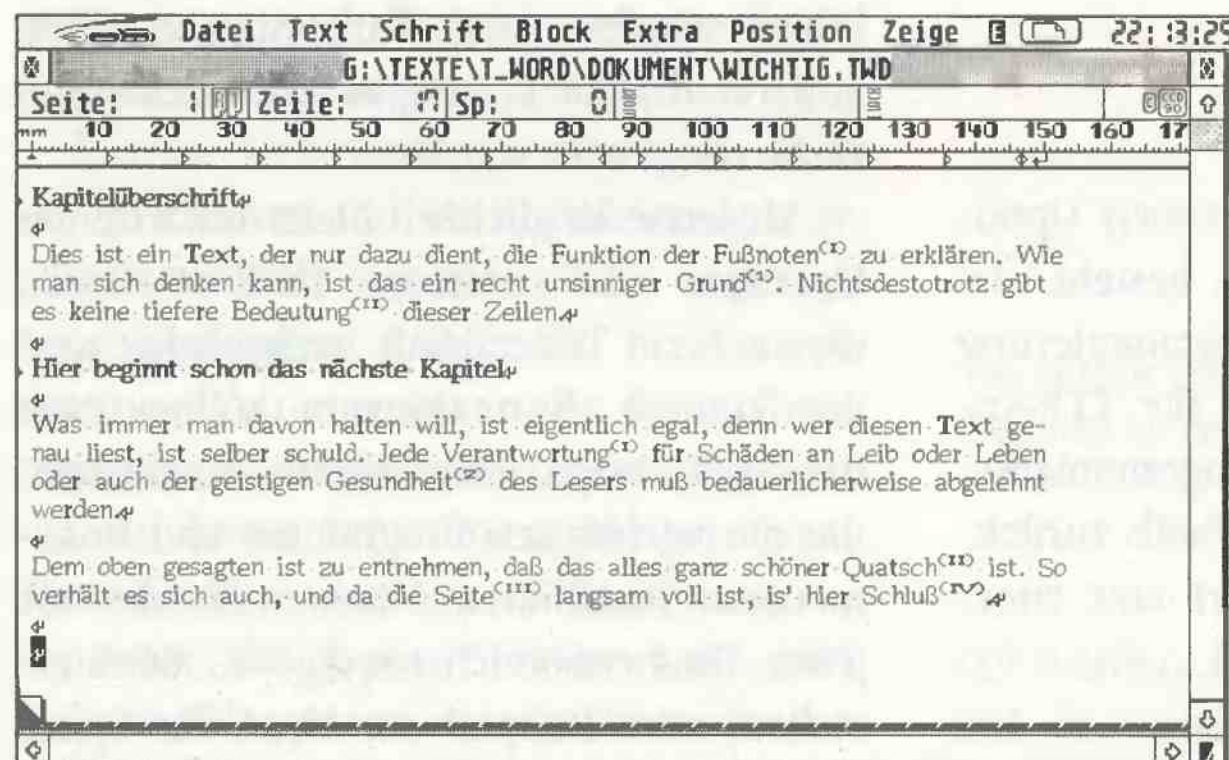 Datei Text Schrift Block Extra Position Zeige 22:13:25
G:\TEXTE\T_WORD\DOKUMENT\WICHTIG.TWD
Seite: 1 Zeile: 17 Sp: 0
mm 10 20 30 40 50 60 70 80 90 100 110 120 130 140 150 160 17
Kapitelüberschrift
Dies ist ein Text, der nur dazu dient, die Funktion der Fußnoten(I) zu erklären. Wie
man sich denken kann, ist das ein recht unsinniger Grund(1). Nichtsdestotrotz gibt
es keine tiefere Bedeutung(II) dieser Zeilen.
Hier beginnt schon das nächste Kapitel
Was immer man davon halten will, ist eigentlich egal, denn wer diesen Text ge-
nau liest, ist selber schuld. Jede Verantwortung(I) für Schäden an Leib oder Leben
oder auch der geistigen Gesundheit(2) des Lesers muß bedauerlicherweise abgelehnt
werden.
Dem oben gesagten ist zu entnehmen, daß das alles ganz schöner Quatsch(II) ist. So
verhält es sich auch, und da die Seite(III) langsam voll ist, is' hier Schluß(IV).